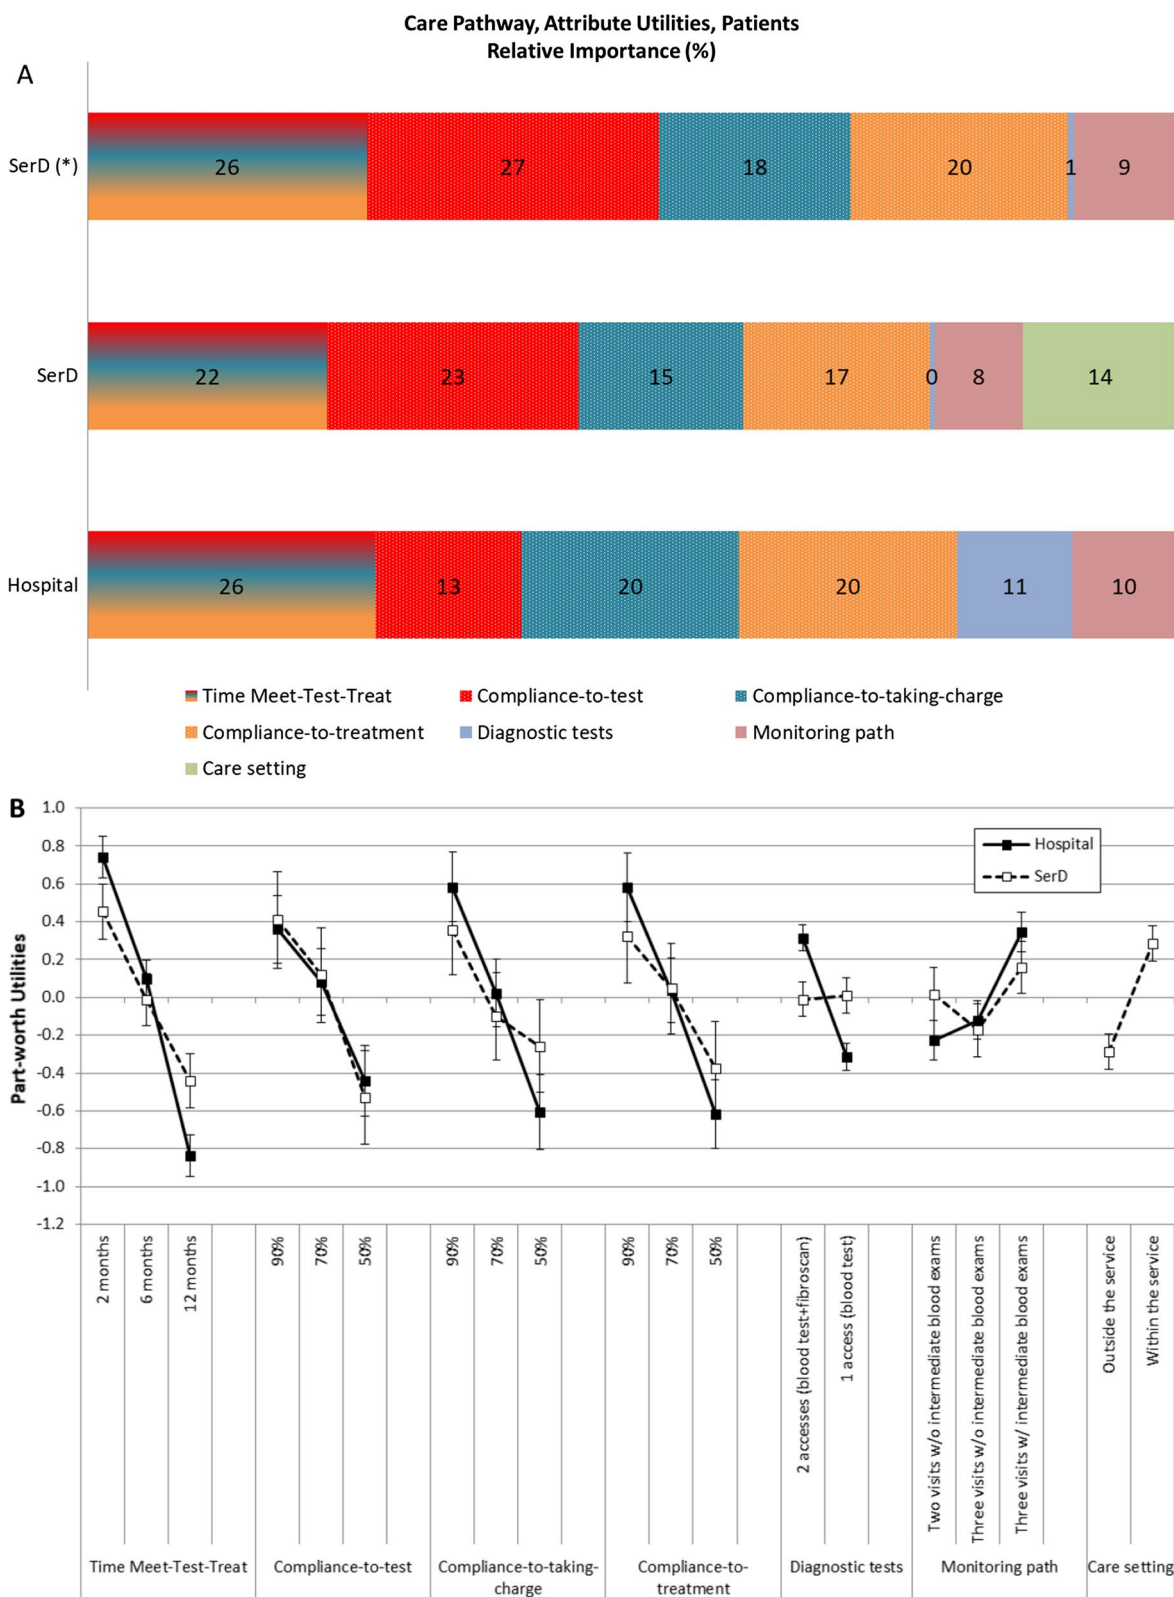 Care Pathway, Attribute Utilities, Patients
Relative Importance (%)
A
SerD (*)
26 27 18 20 1 9
SerD
22 23 15 17 0 8 14
Hospital
26 13 20 20 11 10
Time Meet-Test-Treat Compliance-to-test Compliance-to-taking-charge
Compliance-to-treatment Diagnostic tests Monitoring path
Care setting
B
Part-worth Utilities
1.0
0.8
0.6
0.4
0.2
0.0
-0.2
-0.4
-0.6
-0.8
-1.0
-1.2
Hospital
SerD
2 months
6 months
12 months
90%
70%
50%
90%
70%
50%
90%
70%
50%
2 accesses (blood test+fibroscan)
1 access (blood test)
Two visits w/o intermediate blood exams
Three visits w/o intermediate blood exams
Three visits w/ intermediate blood exams
Outside the service
Within the service
Time Meet-Test-Treat
Compliance-to-test
Compliance-to-taking-
charge
Compliance-to-
treatment
Diagnostic tests
Monitoring path
Care setting